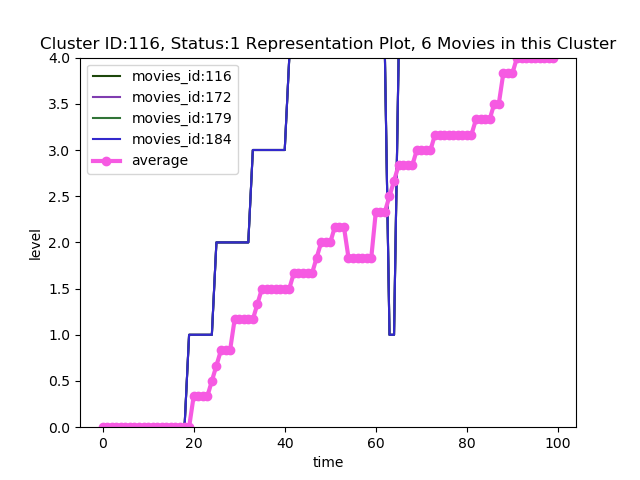 Cluster ID:116, Status:1 Representation Plot, 6 Movies in this Cluster
movies_id:116
movies_id:172
movies_id:179
movies_id:184
average
4.0
3.5
3.0
2.5
2.0
1.5
1.0
0.5
0.0
level
0 20 40 60 80 100
time